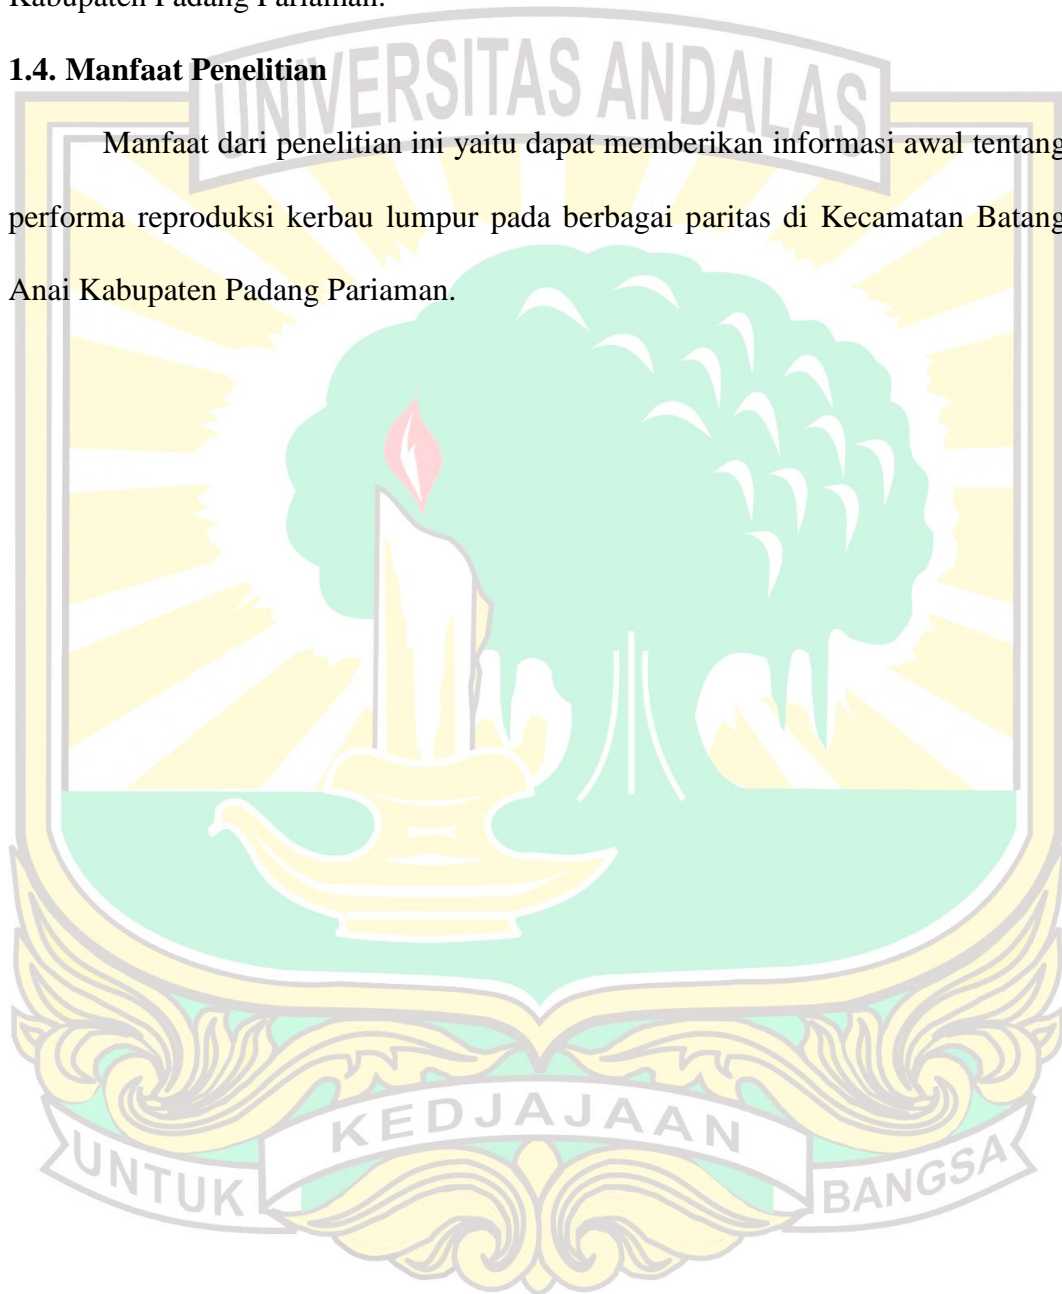 Kabupaten Padang Pariaman.
UNIVERSITAS ANDALAS
1.4. Manfaat Penelitian
Manfaat dari penelitian ini yaitu dapat memberikan informasi awal tentang
performa reproduksi kerbau lumpur pada berbagai paritas di Kecamatan Batang
Anai Kabupaten Padang Pariaman.
UNTUK KEDJAJAAN BANGSA